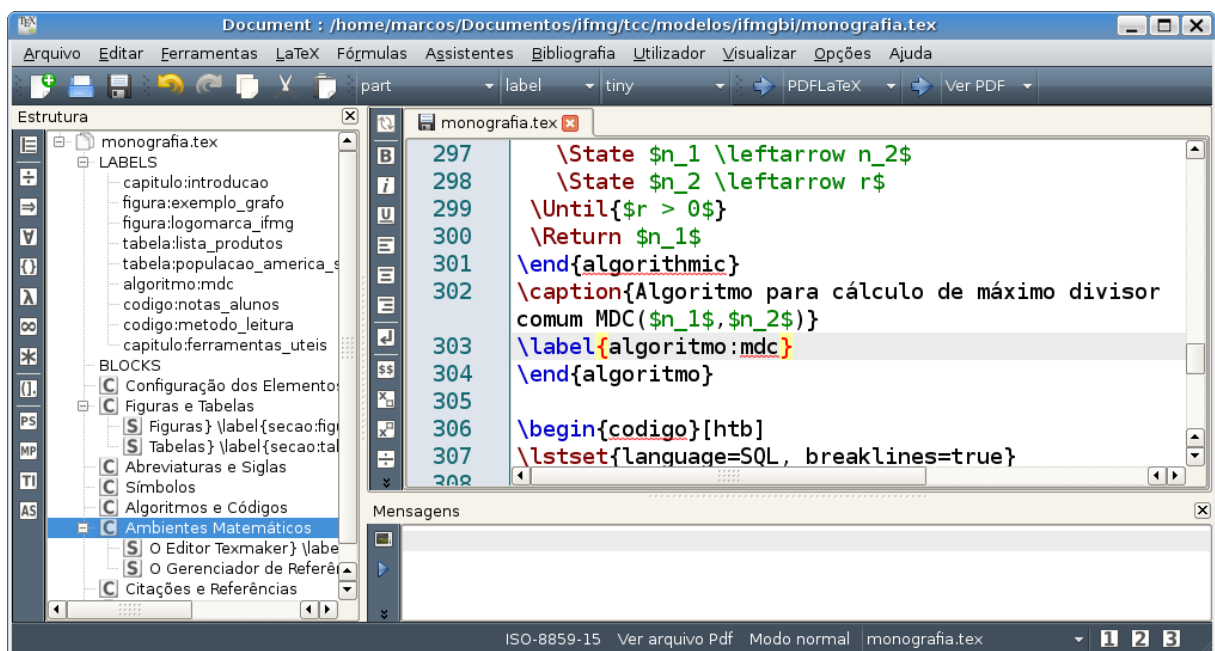 Document : /home/marcos/Documentos/ifmg/tcc/modelos/ifmgbi/monografia.tex
Arquivo Editar Ferramentas LaTeX Fórmulas Assistentes Bibliografia Utilizador Visualizar Opções Ajuda
part label tiny PDFLaTeX Ver PDF
Estrutura
monografia.tex
LABELS
capitulo:introducao
figura:exemplo_grafo
figura:logomarca_ifmg
tabela:lista_produtos
tabela:populacao_america_s
algoritmo:mdc
codigo:notas_alunos
codigo:metodo_leitura
capitulo:ferramentas_uteis
BLOCKS
C Configuração dos Elementos
C Figuras e Tabelas
S Figuras} \label{secao:figu
S Tabelas} \label{secao:tal
C Abreviaturas e Siglas
C Símbolos
C Algoritmos e Códigos
C Ambientes Matemáticos
S O Editor Texmaker} \labe
S O Gerenciador de Referên
C Citações e Referências
PS
MP
TI
AS
monografia.tex
297 \State $n_1 \leftarrow n_2$
298 \State $n_2 \leftarrow r$
299 \Until{$r > 0$}
300 \Return $n_1$
301 \end{algorithmic}
302 \caption{Algoritmo para cálculo de máximo divisor
comum MDC($n_1$,$n_2$)}
303 \label{algoritmo:mdc}
304 \end{algoritmo}
305
306 \begin{codigo}[htb]
307 \lstset{language=SQL, breaklines=true}
308
Mensagens
ISO-8859-15 Ver arquivo Pdf Modo normal monografia.tex 1 2 3